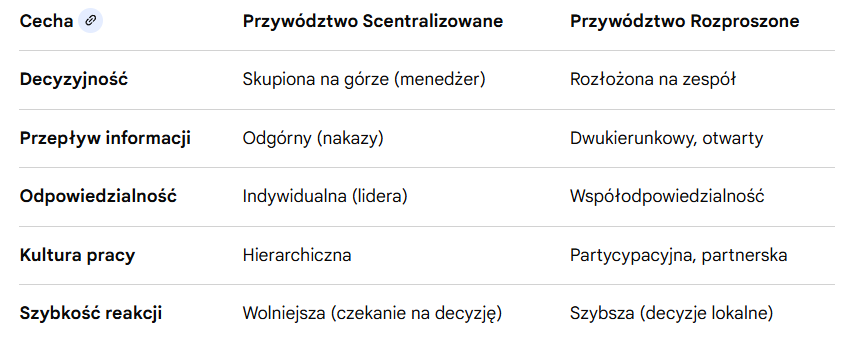 Cecha Przywództwo Scentralizowane Przywództwo Rozproszone
Decyzyjność Skupiona na górze (menedżer) Rozłożona na zespół
Przepływ informacji Odgórny (nakazy) Dwukierunkowy, otwarty
Odpowiedzialność Indywidualna (lidera) Współodpowiedzialność
Kultura pracy Hierarchiczna Partycypacyjna, partnerska
Szybkość reakcji Wolniejsza (czekanie na decyzję) Szybsza (decyzje lokalne)